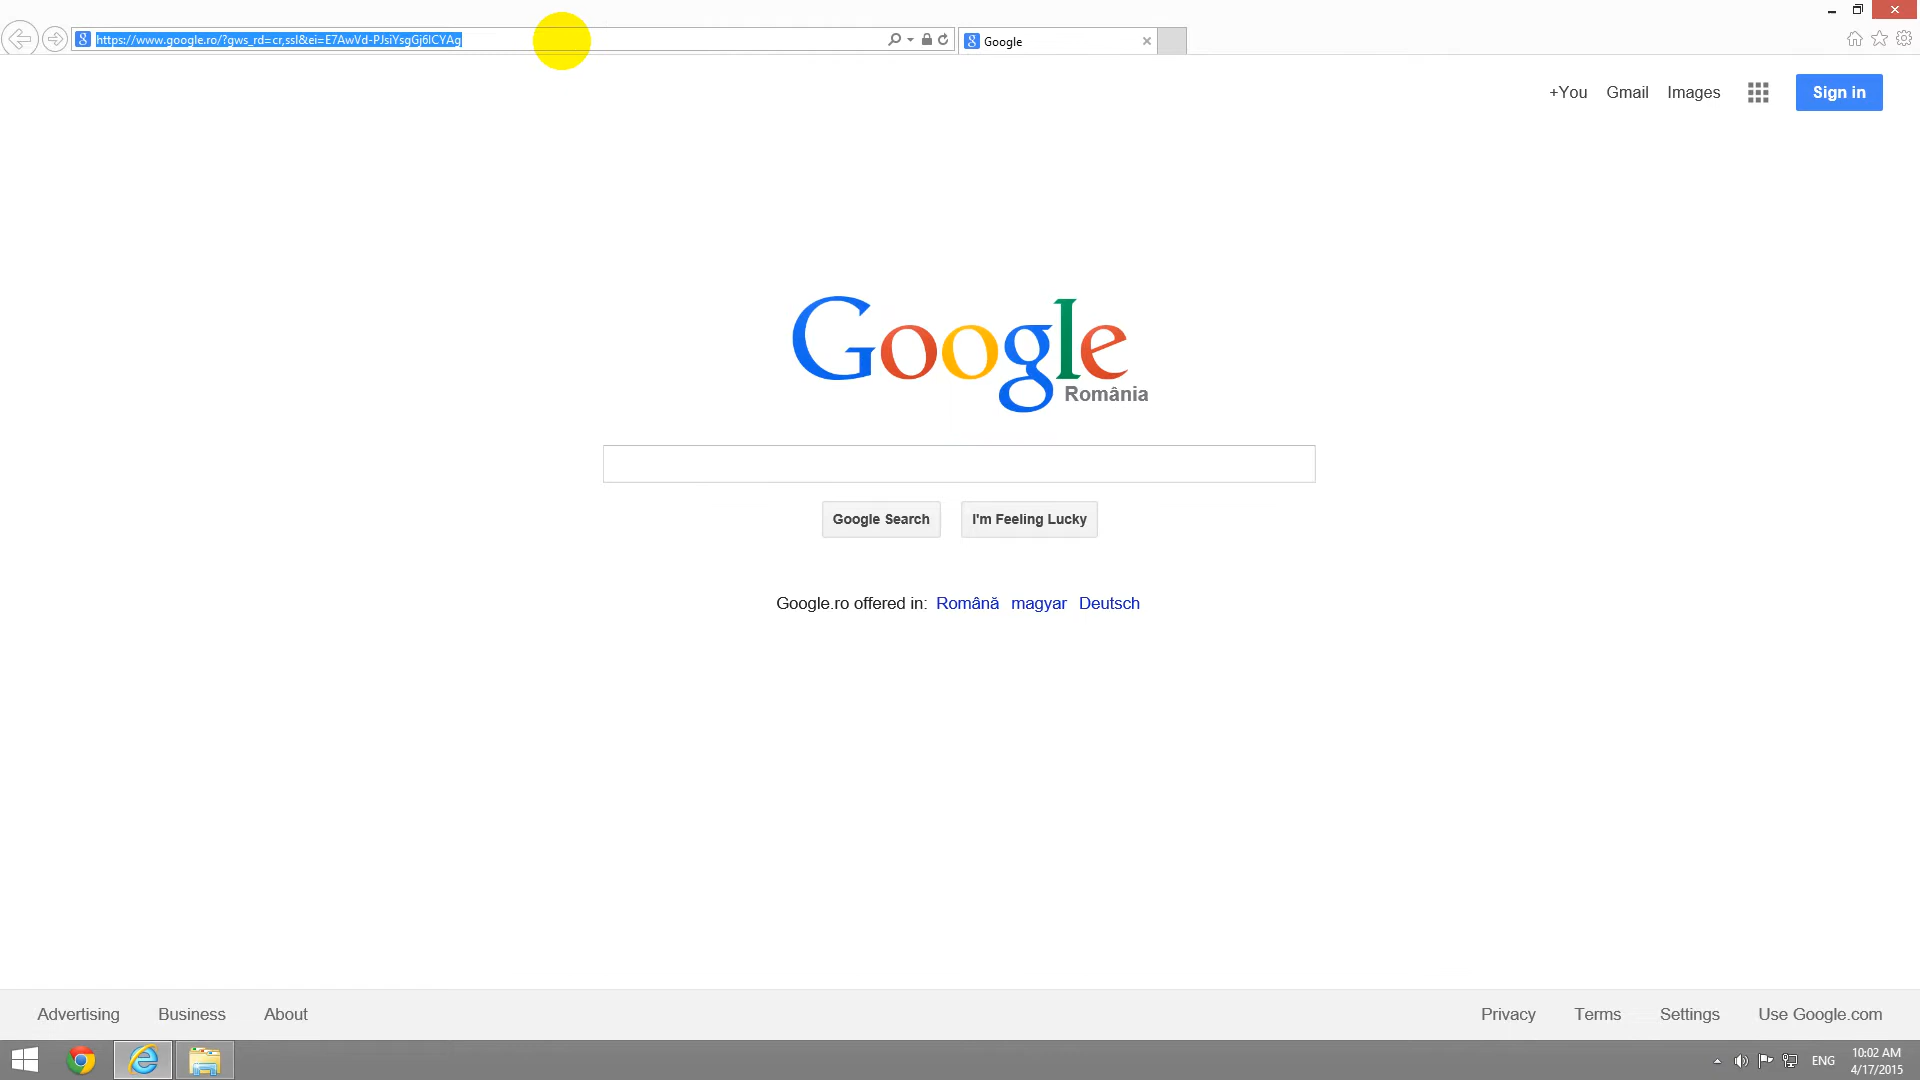 https://www.google.ro/?gws_rd=cr,ssl&ei=E7AwVd-PJsiYsgGj6ICYAg
Google
+You Gmail Images Sign in
Google
România
Google Search I'm Feeling Lucky
Google.ro offered in: Română magyar Deutsch
Advertising Business About Privacy Terms Settings Use Google.com
ENG 10:02 AM
4/17/2015